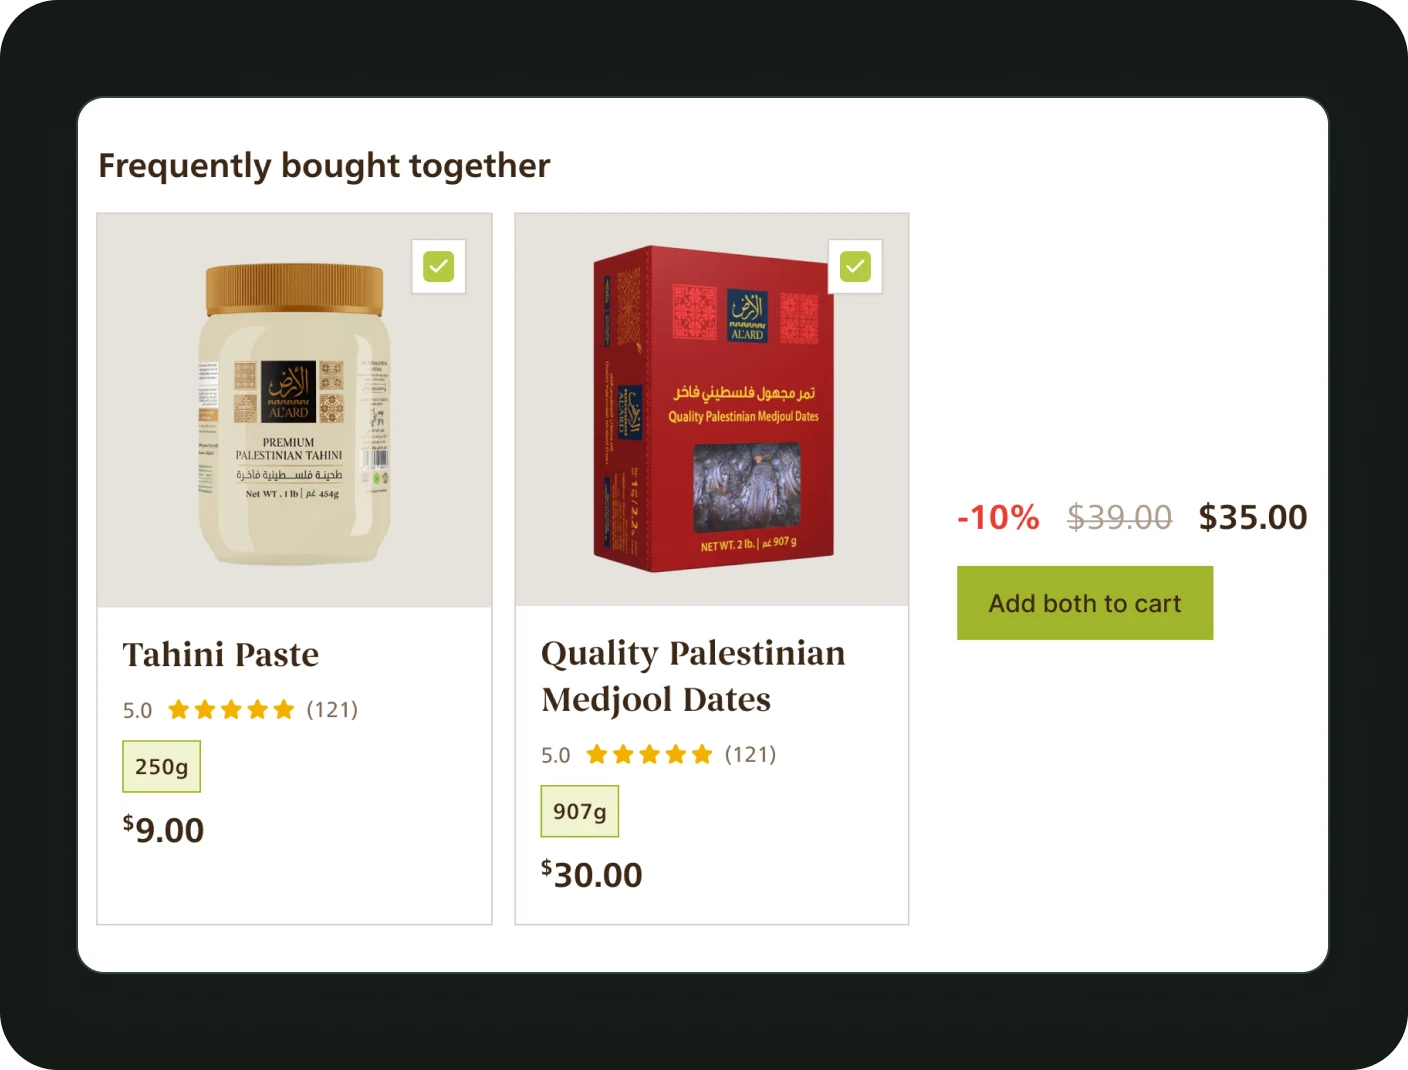 Frequently bought together
الأرض
AL'ARD
PREMIUM
PALESTINIAN TAHINI
طحينة فلسطينية فاخرة
Net WT . 1 lb | غم 454g
الأرض
AL'ARD
تمر مجهول فلسطيني فاخر
Quality Palestinian Medjoul Dates
NET WT. 2 lb. | غم 907 g
Tahini Paste
5.0 (121)
250g
$9.00
Quality Palestinian
Medjool Dates
5.0 (121)
907g
$30.00
-10% $39.00 $35.00
Add both to cart